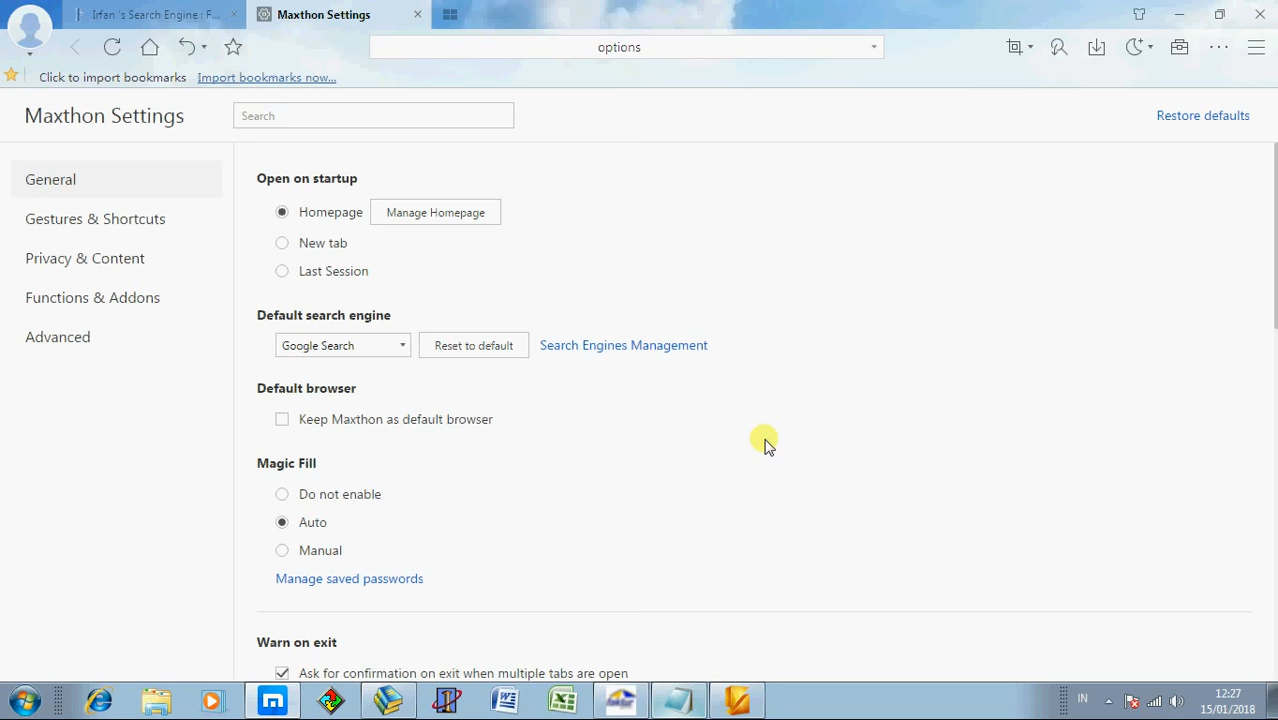 Irfan 's Search Engine : F...
Maxthon Settings
options
Click to import bookmarks Import bookmarks now...
Maxthon Settings
Search
Restore defaults
General
Gestures & Shortcuts
Privacy & Content
Functions & Addons
Advanced
Open on startup
Homepage Manage Homepage
New tab
Last Session
Default search engine
Google Search Reset to default Search Engines Management
Default browser
Keep Maxthon as default browser
Magic Fill
Do not enable
Auto
Manual
Manage saved passwords
Warn on exit
Ask for confirmation on exit when multiple tabs are open
IN
12:27
15/01/2018